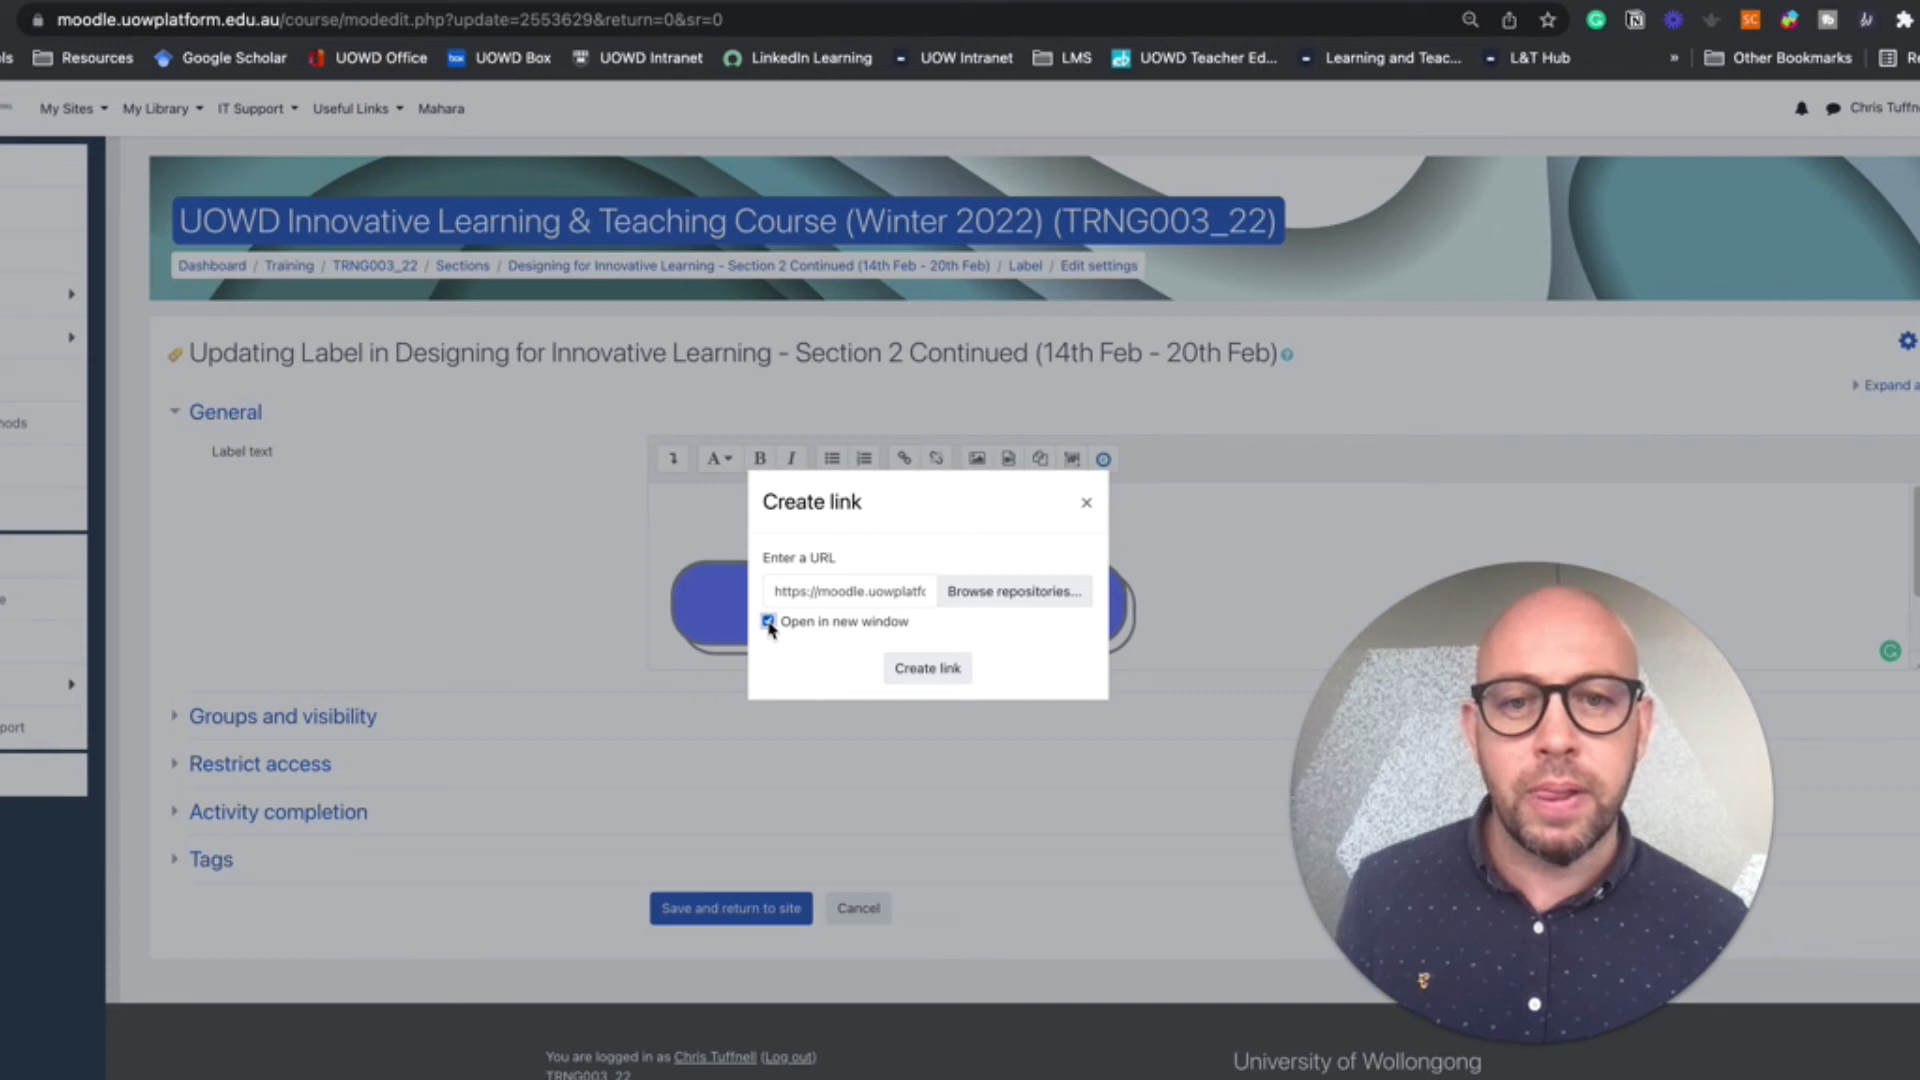 moodle.uowplatform.edu.au/course/modedit.php?update=2553629&return=0&sr=0
Resources Google Scholar UOWD Office UOWD Box UOWD Intranet LinkedIn Learning UOW Intranet LMS UOWD Teacher Ed... Learning and Teac... L&T Hub » Other Bookmarks
My Sites My Library IT Support Useful Links Mahara Chris Tuffn
UOWD Innovative Learning & Teaching Course (Winter 2022) (TRNG003_22)
Dashboard / Training / TRNG003_22 / Sections / Designing for Innovative Learning - Section 2 Continued (14th Feb - 20th Feb) / Label / Edit settings
Updating Label in Designing for Innovative Learning - Section 2 Continued (14th Feb - 20th Feb)
Expand a
General
Label text
Create link
Enter a URL
https://moodle.uowplatfo Browse repositories...
Open in new window
Create link
Groups and visibility
Restrict access
Activity completion
Tags
Save and return to site Cancel
You are logged in as Chris Tuffnell (Log out)
TRNG003_22
University of Wollongong